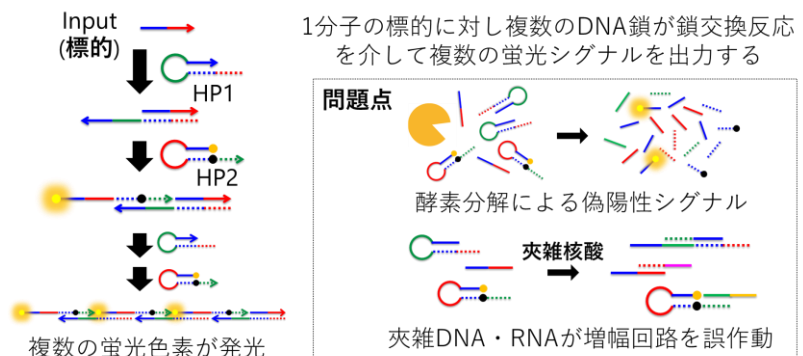 Input
(標的)
HP1
HP2
複数の蛍光色素が発光
1分子の標的に対し複数のDNA鎖が鎖交換反応
を介して複数の蛍光シグナルを出力する
問題点
酵素分解による偽陽性シグナル
夾雑核酸
夾雑DNA・RNAが増幅回路を誤作動